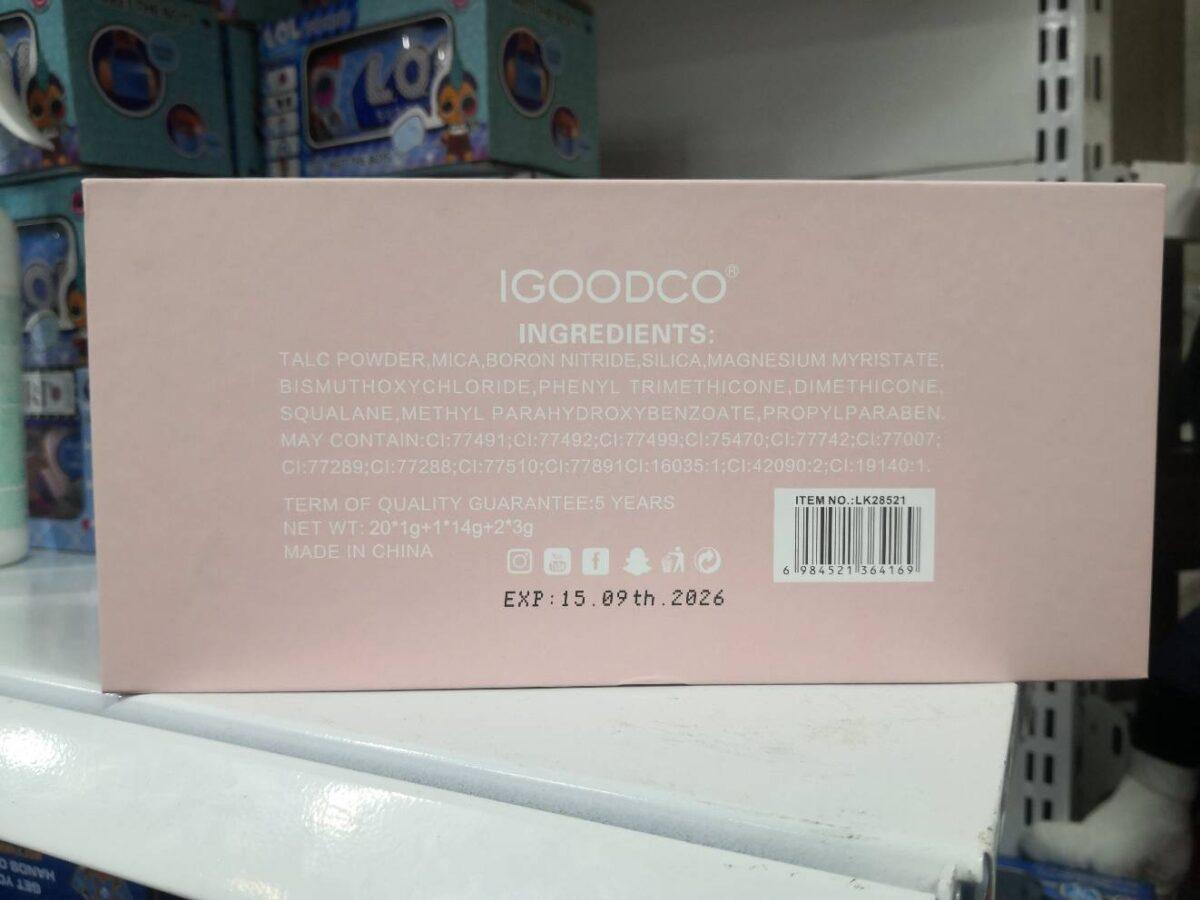 LOL
LO
IGOODCO®
INGREDIENTS:
TALC POWDER,MICA,BORON NITRIDE,SILICA,MAGNESIUM MYRISTATE,
BISMUTHOXYCHLORIDE,PHENYL TRIMETHICONE,DIMETHICONE,
SQUALANE,METHYL PARAHYDROXYBENZOATE,PROPYLPARABEN.
MAY CONTAIN:CI:77491;CI:77492;CI:77499;CI:75470;CI:77742;CI:77007;
CI:77289;CI:77288;CI:77510;CI:77891CI:16035:1;CI:42090:2;CI:19140:1.
TERM OF QUALITY GUARANTEE:5 YEARS
NET WT: 20*1g+1*14g+2*3g
MADE IN CHINA
ITEM NO.:LK28521
6 984521 364169
EXP:15.09th.2026
GET YOU
HANDS O